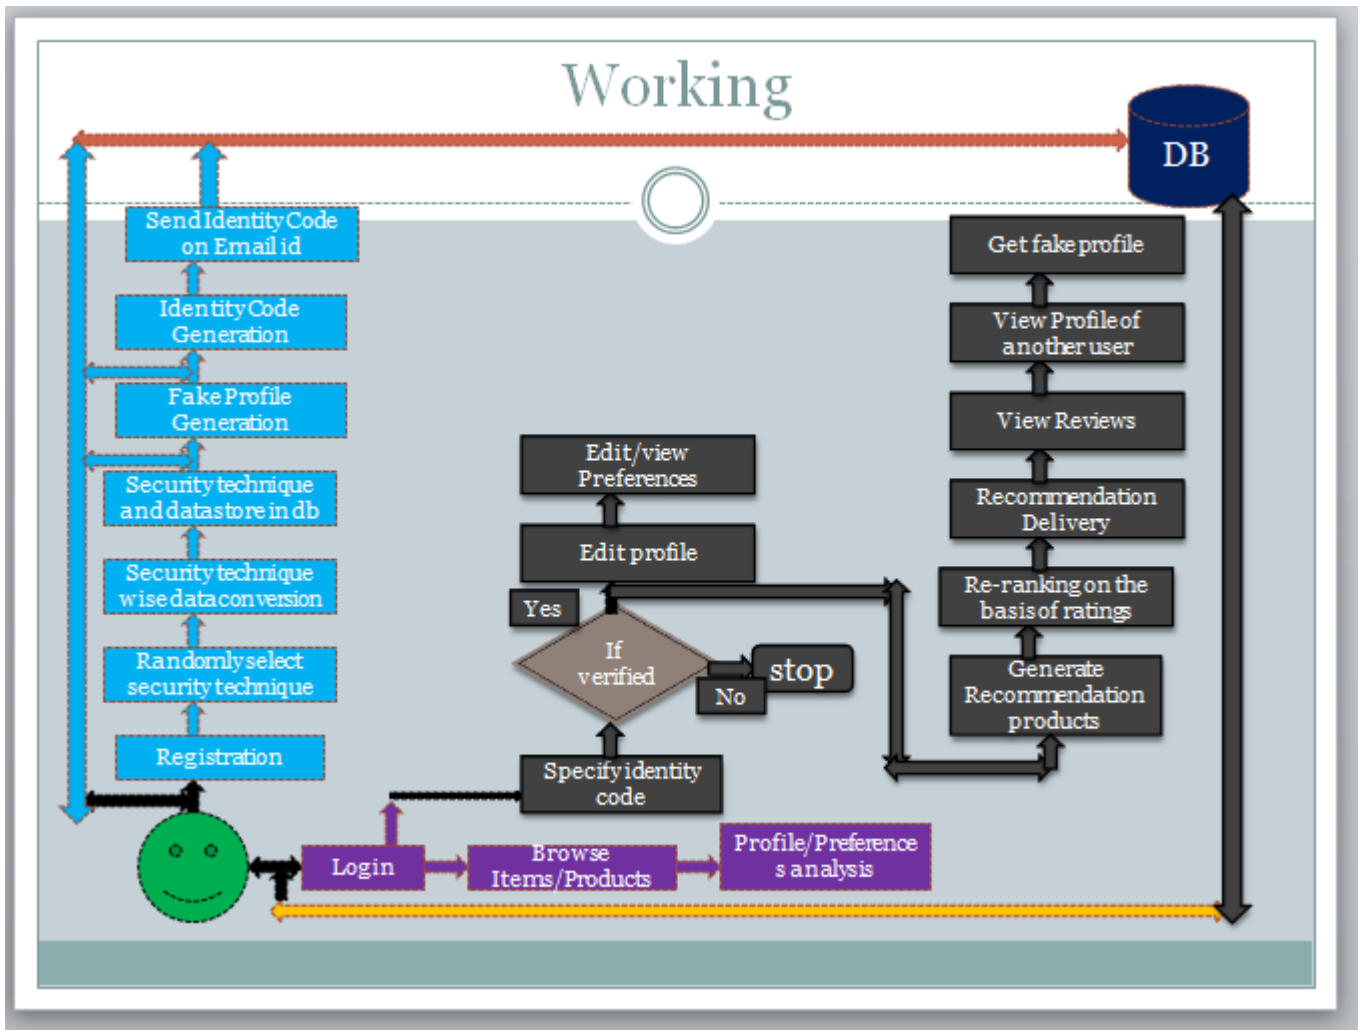 Working
DB
Send Identity Code
on Email id
Identity Code
Generation
Fake Profile
Generation
Security technique
and data store in db
Security technique
wise data conversion
Randomly select
security technique
Registration
Login
Browse
Items/Products
Profile/Preference
s analysis
Specify identity
code
If
verified
Yes
No
stop
Edit profile
Edit/view
Preferences
Get fake profile
View Profile of
another user
View Reviews
Recommendation
Delivery
Re-ranking on the
basis of ratings
Generate
Recommendation
products